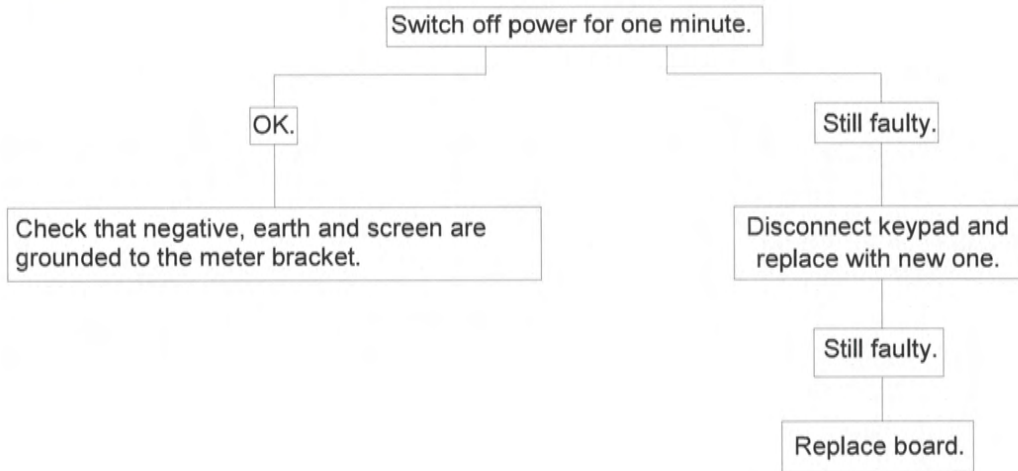 Switch off power for one minute.
OK.
Still faulty.
Check that negative, earth and screen are
grounded to the meter bracket.
Disconnect keypad and
replace with new one.
Still faulty.
Replace board.